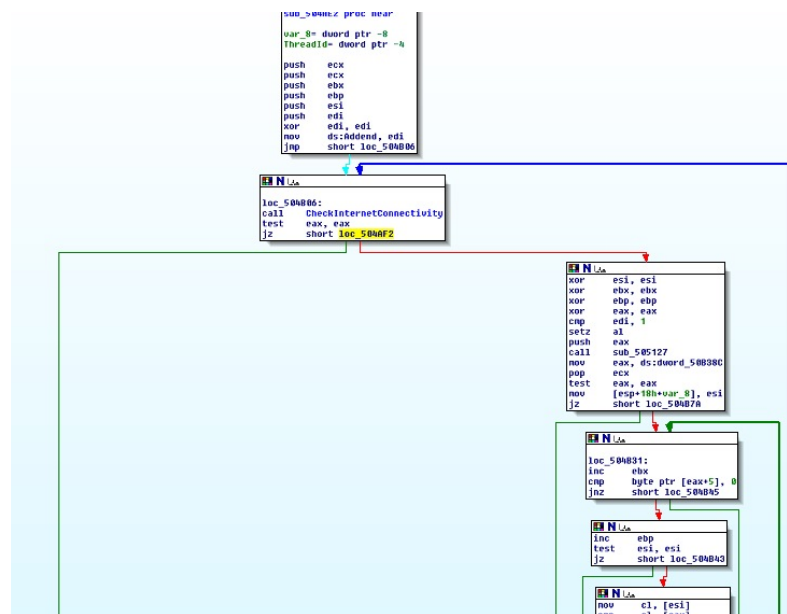 sub_504AE2 proc near
var_8= dword ptr -8
ThreadId= dword ptr -4
push ecx
push ecx
push ebx
push ebp
push esi
push edi
xor edi, edi
mov ds:Addend, edi
jmp short loc_504B06
loc_504B06:
call CheckInternetConnectivity
test eax, eax
jz short loc_504AF2
xor esi, esi
xor ebx, ebx
xor ebp, ebp
xor eax, eax
cmp edi, 1
setz al
push eax
call sub_505127
mov eax, ds:dword_50B38C
pop ecx
test eax, eax
mov [esp+18h+var_8], esi
jz short loc_504B7A
loc_504B31:
inc ebx
cmp byte ptr [eax+5], 0
jnz short loc_504B45
inc ebp
test esi, esi
jz short loc_504B43
mov cl, [esi]